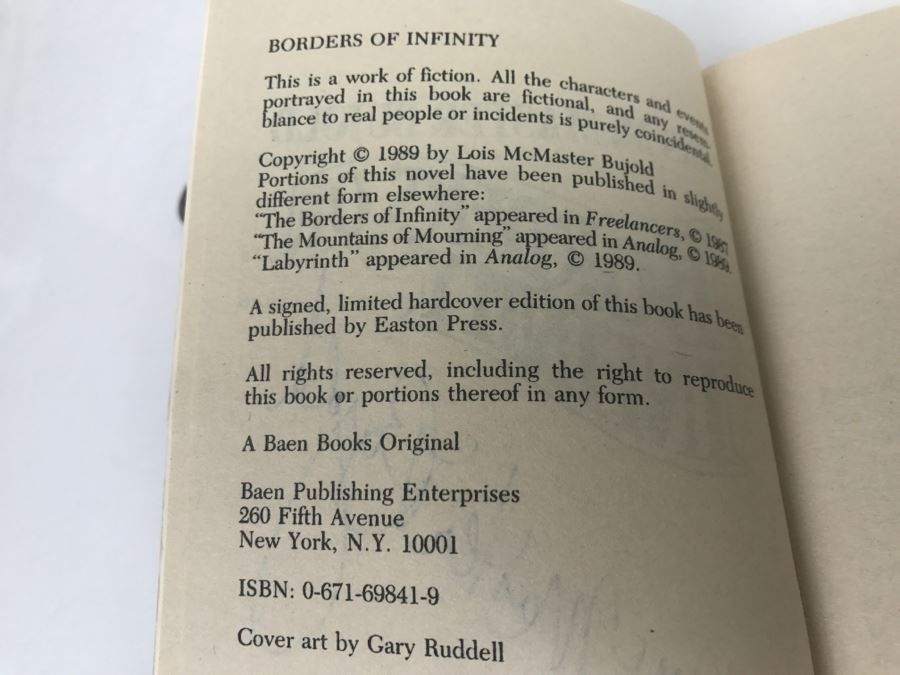 BORDERS OF INFINITY
This is a work of fiction. All the characters and events
portrayed in this book are fictional, and any resem-
blance to real people or incidents is purely coincidental.
Copyright © 1989 by Lois McMaster Bujold
Portions of this novel have been published in slightly
different form elsewhere:
“The Borders of Infinity” appeared in Freelancers, © 1987
“The Mountains of Mourning” appeared in Analog, © 1989.
“Labyrinth” appeared in Analog, © 1989.
A signed, limited hardcover edition of this book has been
published by Easton Press.
All rights reserved, including the right to reproduce
this book or portions thereof in any form.
A Baen Books Original
Baen Publishing Enterprises
260 Fifth Avenue
New York, N.Y. 10001
ISBN: 0-671-69841-9
Cover art by Gary Ruddell